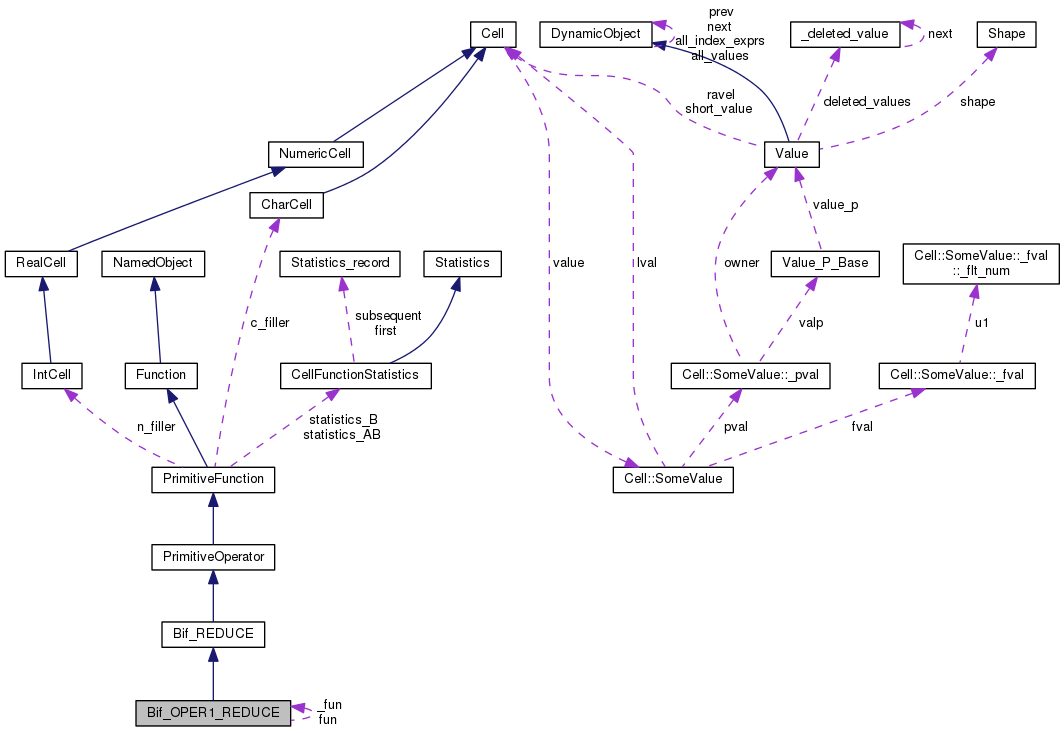 prev
next
all_index_exprs
all_values
Cell
DynamicObject
_deleted_value
next
Shape
ravel
short_value
deleted_values
shape
NumericCell
Value
CharCell
value_p
RealCell
NamedObject
Statistics_record
Statistics
value
lval
owner
Value_P_Base
Cell::SomeValue::_fval
::_flt_num
c_filler
subsequent
first
valp
u1
IntCell
Function
CellFunctionStatistics
Cell::SomeValue::_pval
Cell::SomeValue::_fval
n_filler
statistics_B
statistics_AB
pval
fval
PrimitiveFunction
Cell::SomeValue
PrimitiveOperator
Bif_REDUCE
Bif_OPER1_REDUCE
_fun
fun